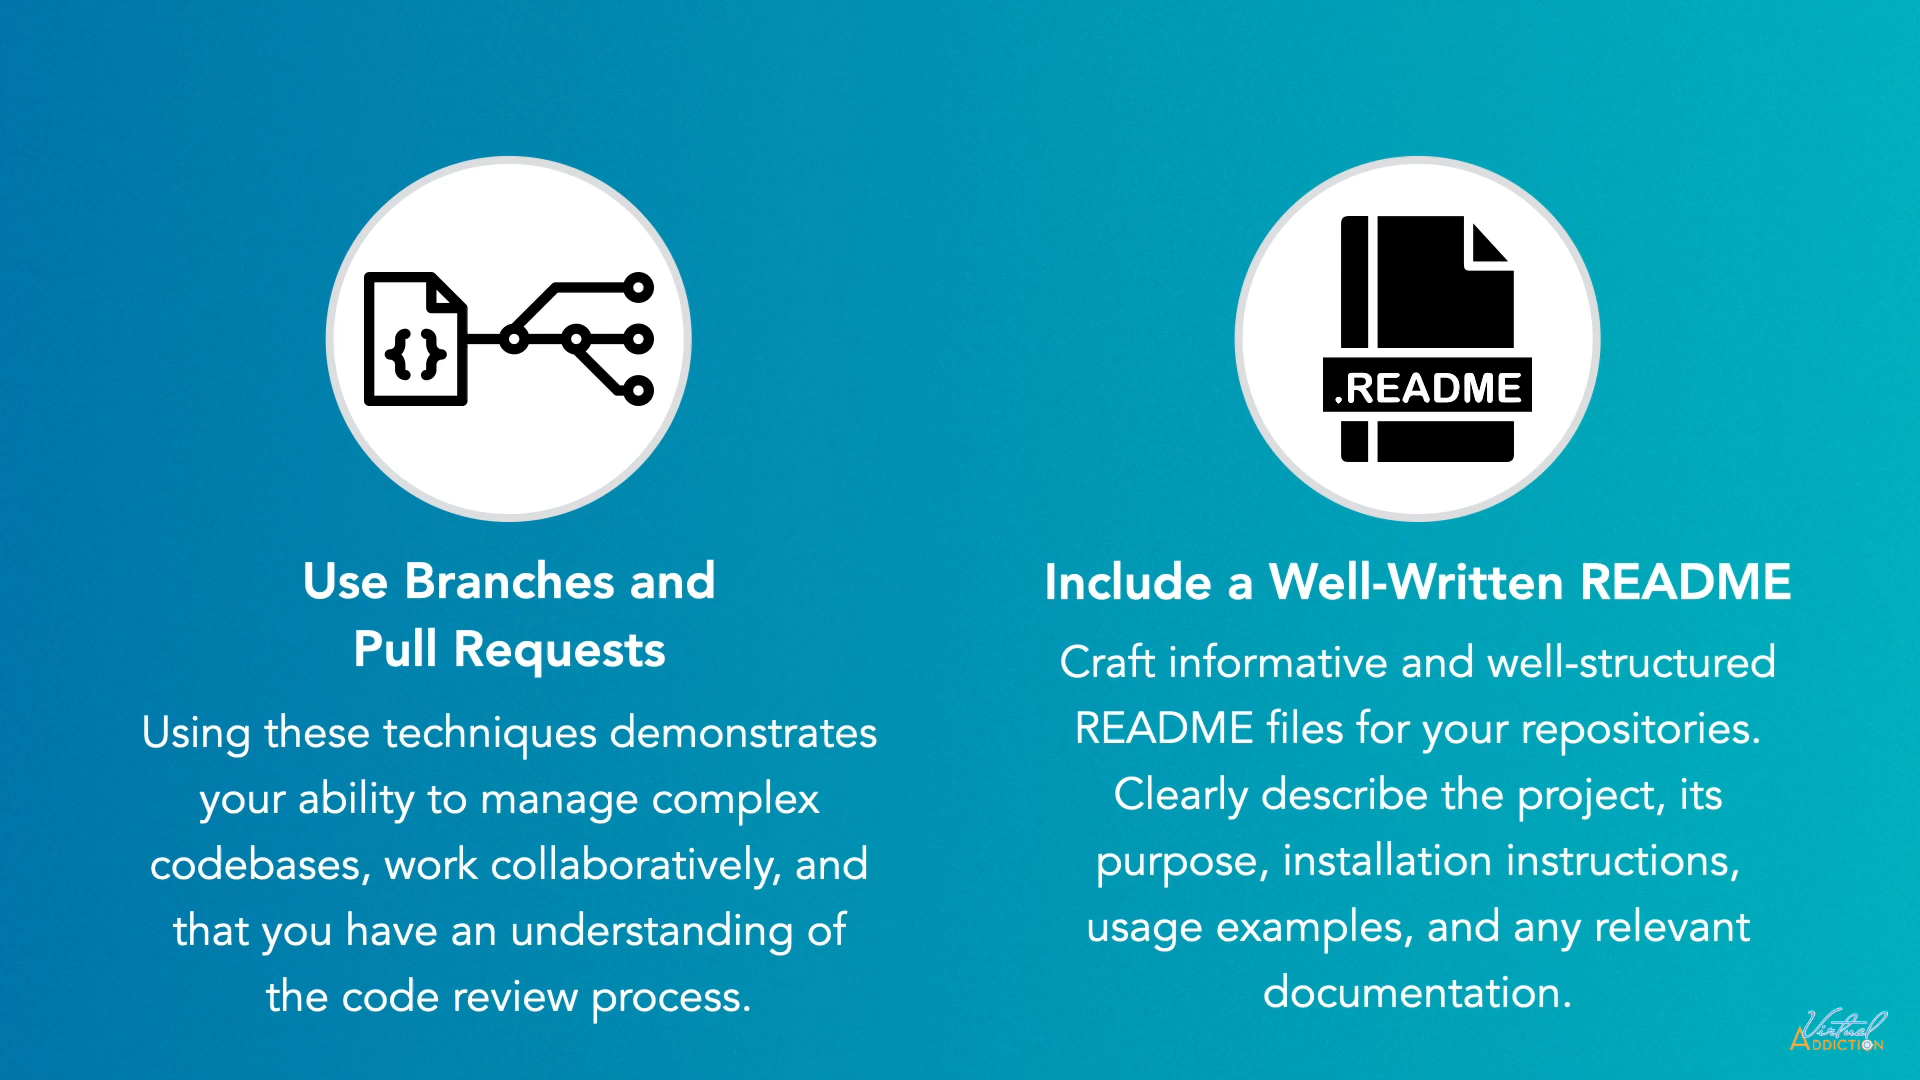 {}
.README
Use Branches and
Pull Requests
Using these techniques demonstrates
your ability to manage complex
codebases, work collaboratively, and
that you have an understanding of
the code review process.
Include a Well-Written README
Craft informative and well-structured
README files for your repositories.
Clearly describe the project, its
purpose, installation instructions,
usage examples, and any relevant
documentation.
Virtual
ADDICTION